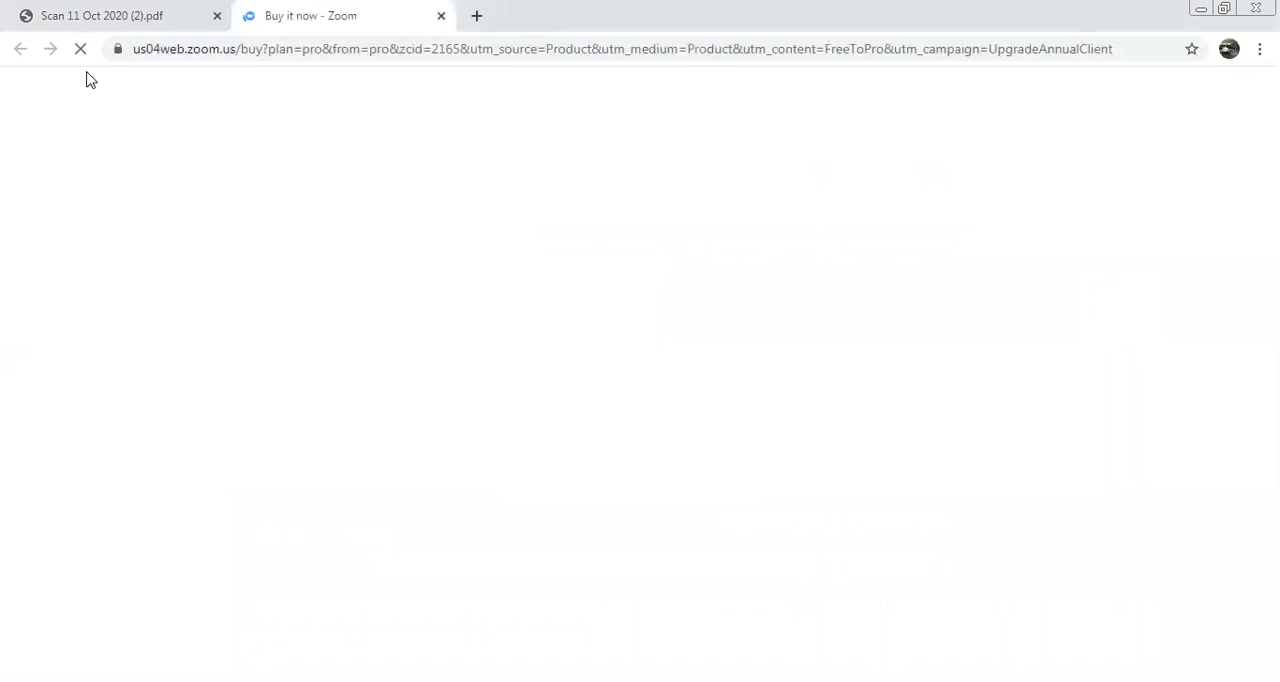 Scan 11 Oct 2020 (2).pdf
Buy it now - Zoom
us04web.zoom.us/buy?plan=pro&from=pro&zcid=2165&utm_source=Product&utm_medium=Product&utm_content=FreeToPro&utm_campaign=UpgradeAnnualClient